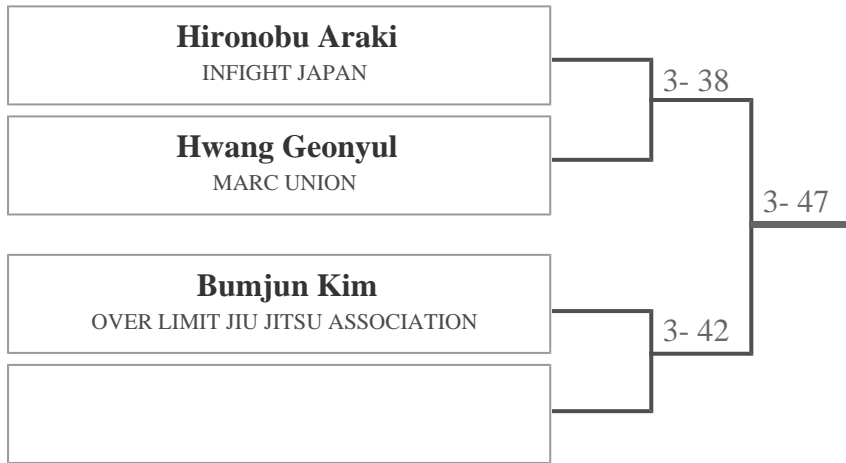 Hironobu Araki
INFIGHT JAPAN
3- 38
Hwang Geonyul
MARC UNION
3- 47
Bumjun Kim
OVER LIMIT JIU JITSU ASSOCIATION
3- 42